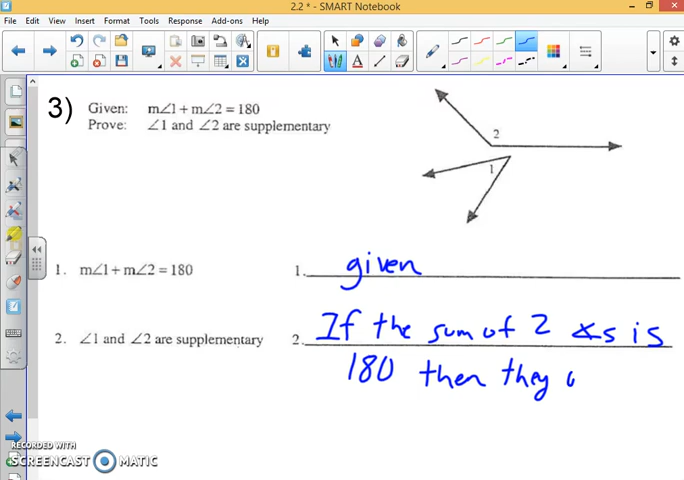 2.2 * - SMART Notebook
File Edit View Insert Format Tools Response Add-ons Help
3)
Given: m∠1 + m∠2 = 180
Prove: ∠1 and ∠2 are supplementary
2
1
1. m∠1 + m∠2 = 180 1. given
2. ∠1 and ∠2 are supplementary 2. If the sum of 2 ∡s is
180 then they
RECORDED WITH
SCREENCAST MATIC